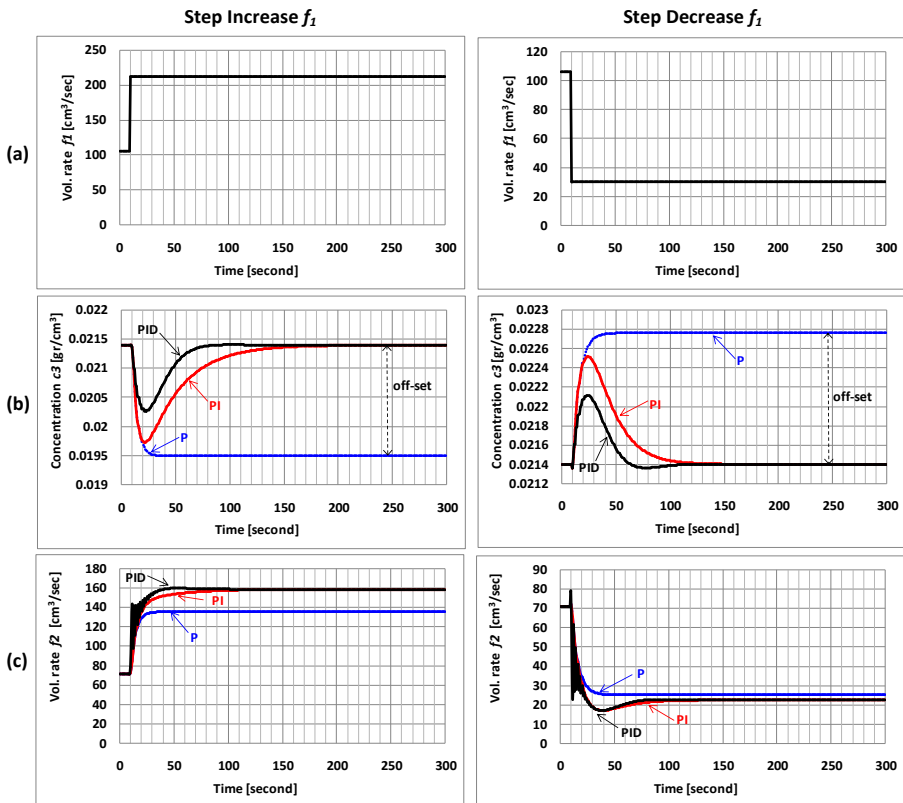 Step Increase f1
Step Decrease f1
(a)
Vol. rate f1 [cm³/sec]
250
200
150
100
50
0
0 50 100 150 200 250 300
Time [second]
Vol. rate f1 [cm³/sec]
120
100
80
60
40
20
0
0 50 100 150 200 250 300
Time [second]
(b)
Concentration c3 [gr/cm³]
0.022
0.0215
0.021
0.0205
0.02
0.0195
0.019
PID
PI
P
off-set
0 50 100 150 200 250 300
Time [second]
Concentration c3 [gr/cm³]
0.023
0.0228
0.0226
0.0224
0.0222
0.022
0.0218
0.0216
0.0214
0.0212
P
PI
PID
off-set
0 50 100 150 200 250 300
Time [second]
(c)
Vol. rate f2 [cm³/sec]
180
160
140
120
100
80
60
40
20
0
PID
PI
P
0 50 100 150 200 250 300
Time [second]
Vol. rate f2 [cm³/sec]
90
80
70
60
50
40
30
20
10
0
P
PI
PID
0 50 100 150 200 250 300
Time [second]